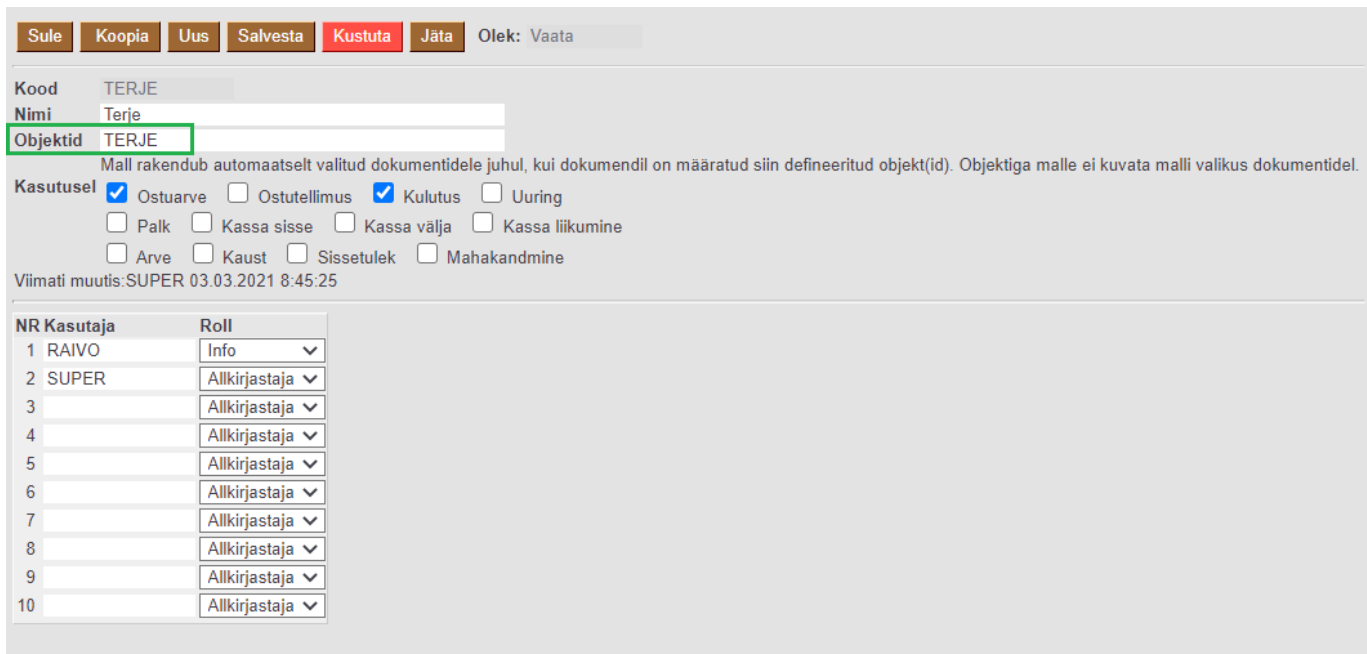 Sule Koopia Uus Salvesta Kustuta Jäta Olek: Vaata
Kood TERJE
Nimi Terje
Objektid TERJE
Mall rakendub automaatselt valitud dokumentidele juhul, kui dokumendil on määratud siin defineeritud objekt(id). Objektiga malle ei kuvata malli valikus dokumentidel.
Kasutusel Ostuarve Ostutellimus Kulutus Uuring
Palk Kassa sisse Kassa välja Kassa liikumine
Arve Kaust Sissetulek Mahakandmine
Viimati muutis:SUPER 03.03.2021 8:45:25
NR Kasutaja Roll
1 RAIVO Info
2 SUPER Allkirjastaja
3 Allkirjastaja
4 Allkirjastaja
5 Allkirjastaja
6 Allkirjastaja
7 Allkirjastaja
8 Allkirjastaja
9 Allkirjastaja
10 Allkirjastaja